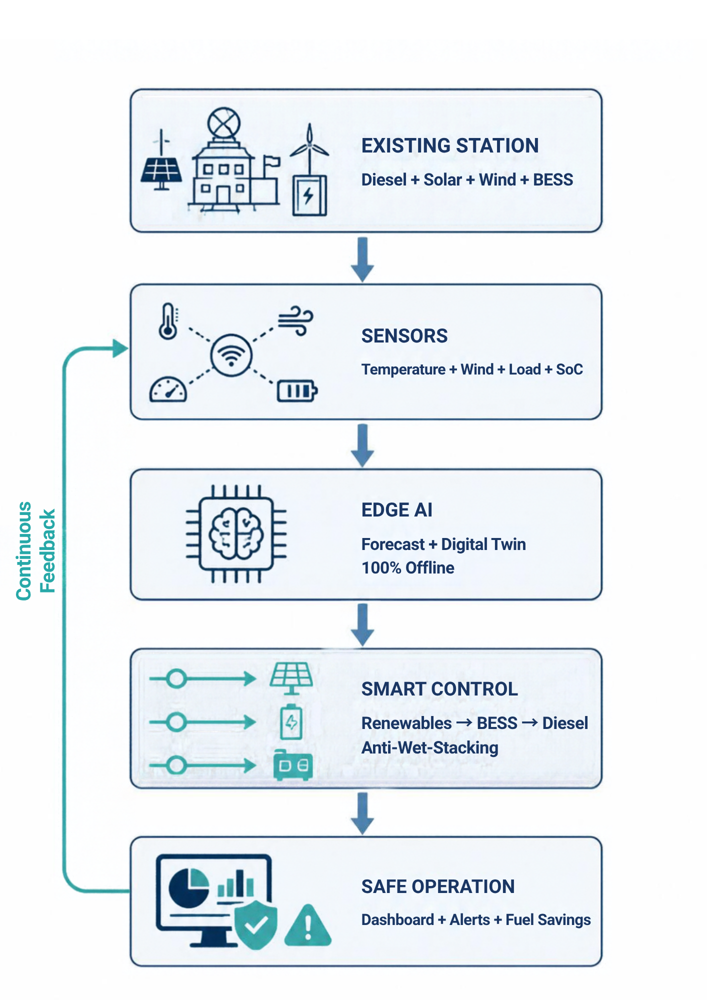 EXISTING STATION
Diesel + Solar + Wind + BESS
SENSORS
Temperature + Wind + Load + SoC
EDGE AI
Forecast + Digital Twin
100% Offline
SMART CONTROL
Renewables → BESS → Diesel
Anti-Wet-Stacking
SAFE OPERATION
Dashboard + Alerts + Fuel Savings
Continuous
Feedback